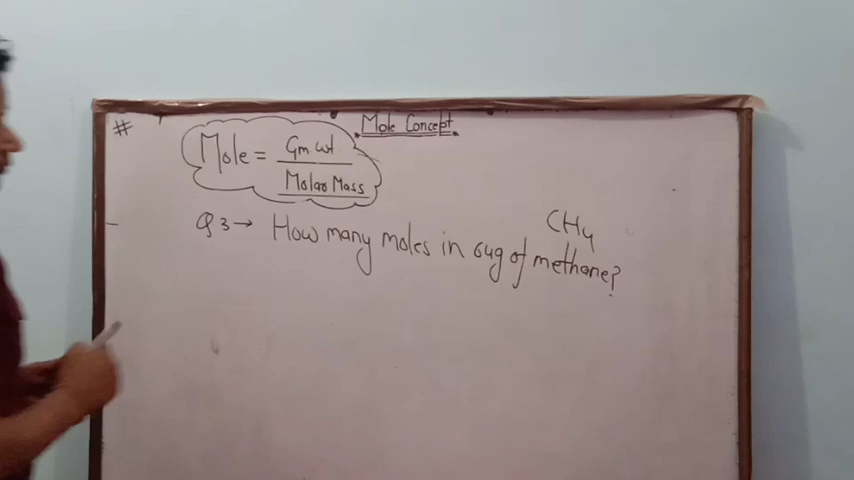 #
Mole Concept
Mole = Gm wt
Molar Mass
CH4
Q3→ How many moles in 64g of methane?